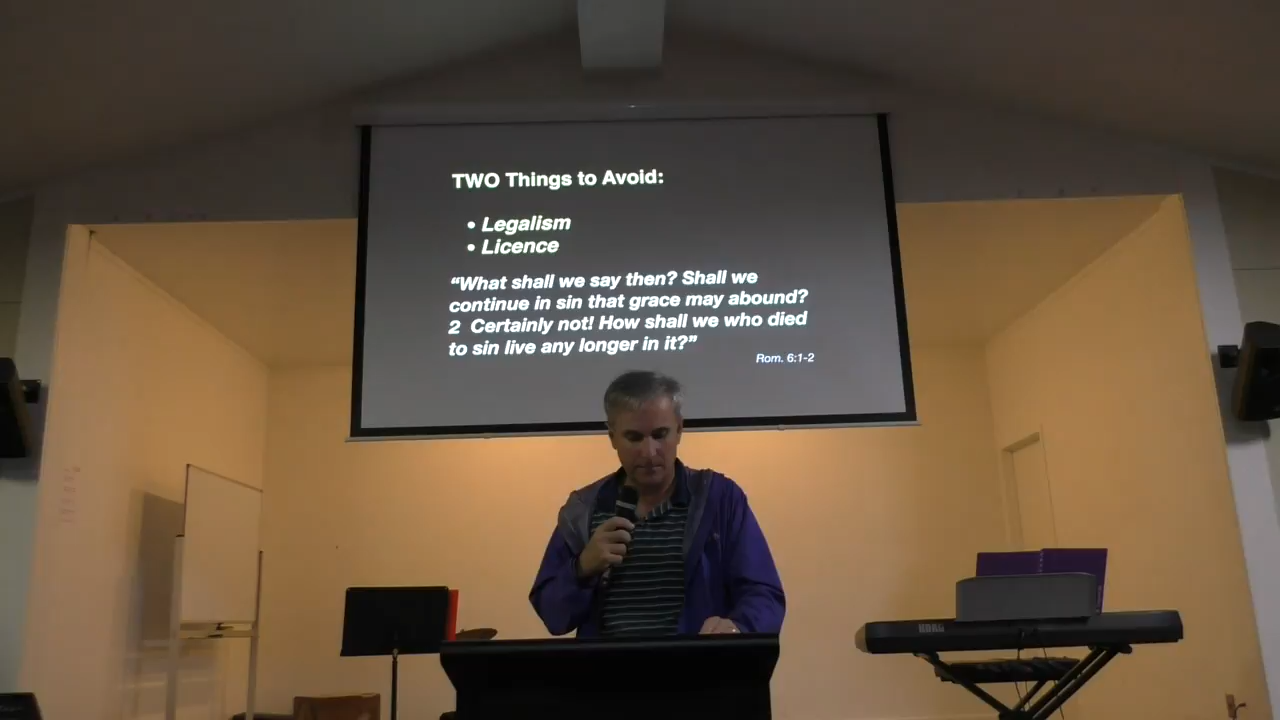 TWO Things to Avoid:
• Legalism
• Licence
“What shall we say then? Shall we
continue in sin that grace may abound?
2 Certainly not! How shall we who died
to sin live any longer in it?”
Rom. 6:1-2
KORG